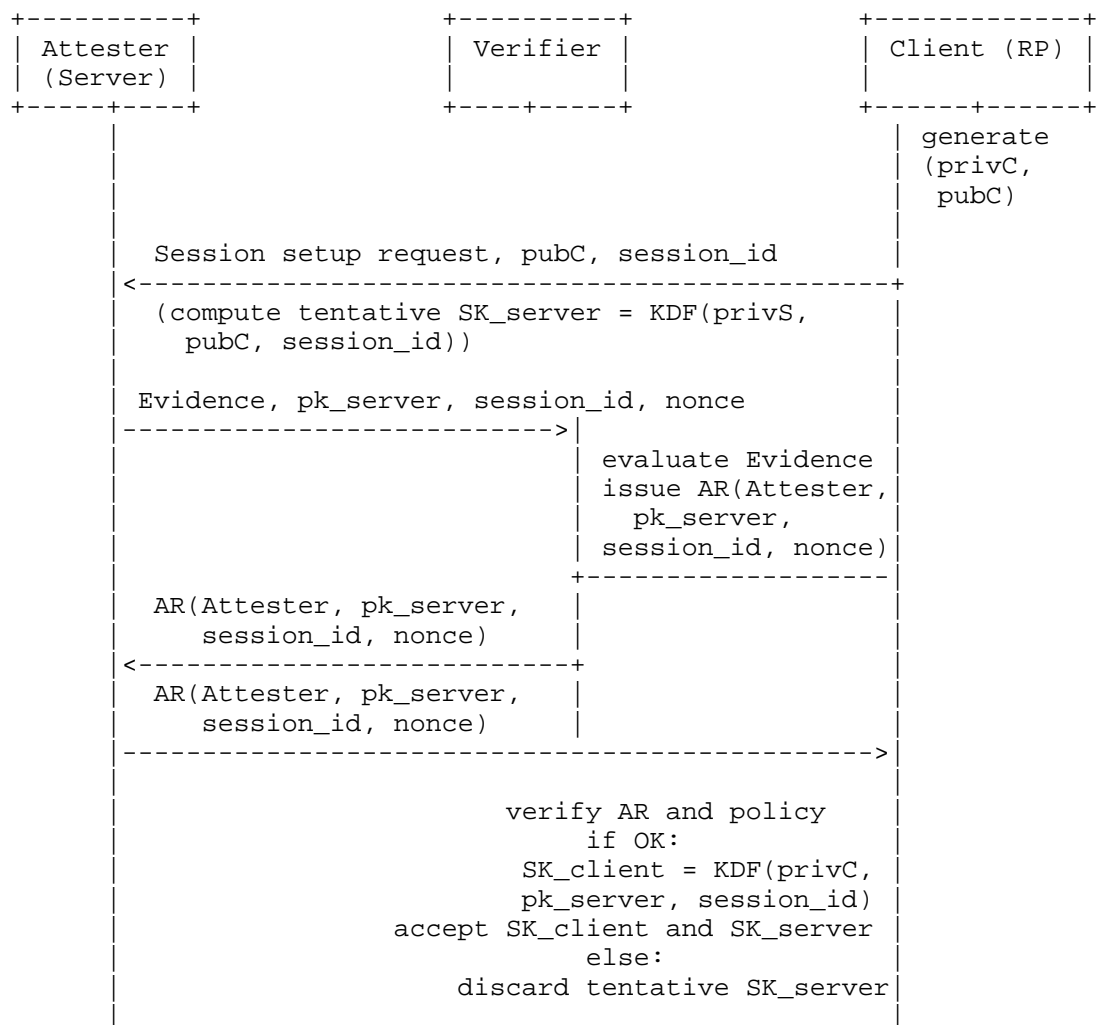 Attester Verifier Client (RP)
(Server)
generate
(privC,
pubC)
Session setup request, pubC, session_id
(compute tentative SK_server = KDF(privS,
pubC, session_id))
Evidence, pk_server, session_id, nonce
evaluate Evidence
issue AR(Attester,
pk_server,
session_id, nonce)
AR(Attester, pk_server,
session_id, nonce)
AR(Attester, pk_server,
session_id, nonce)
verify AR and policy
if OK:
SK_client = KDF(privC,
pk_server, session_id)
accept SK_client and SK_server
else:
discard tentative SK_server